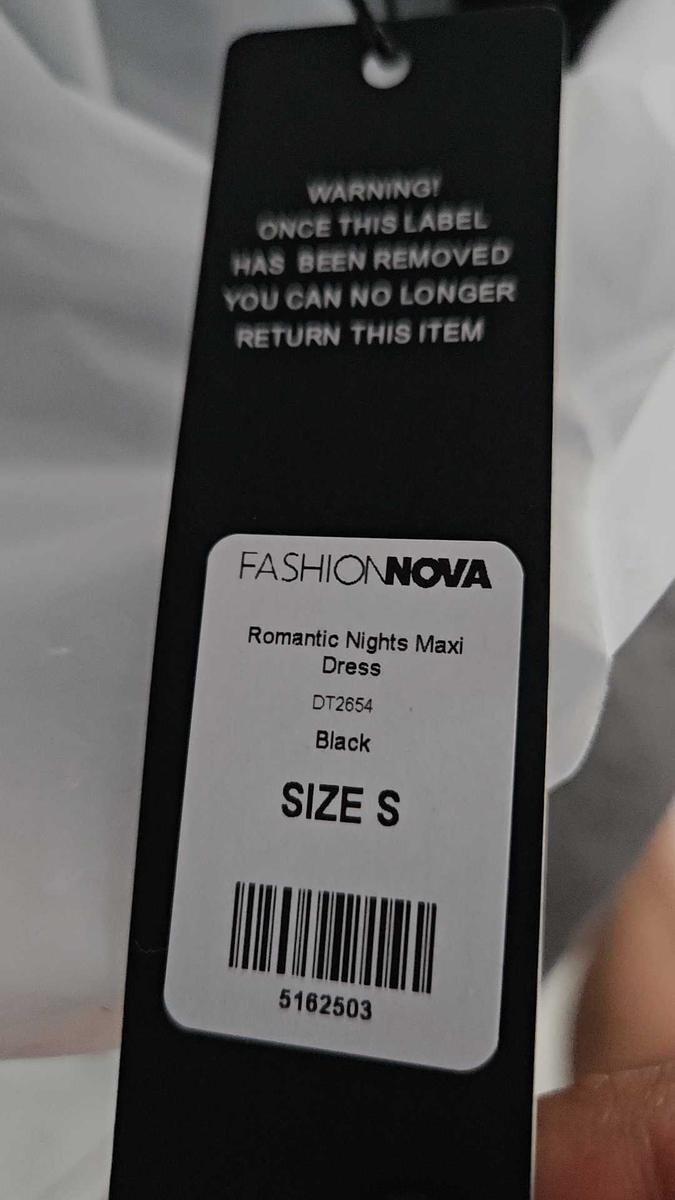 WARNING!
ONCE THIS LABEL
HAS BEEN REMOVED
YOU CAN NO LONGER
RETURN THIS ITEM
FASHIONNOVA
Romantic Nights Maxi
Dress
DT2654
Black
SIZE S
5162503